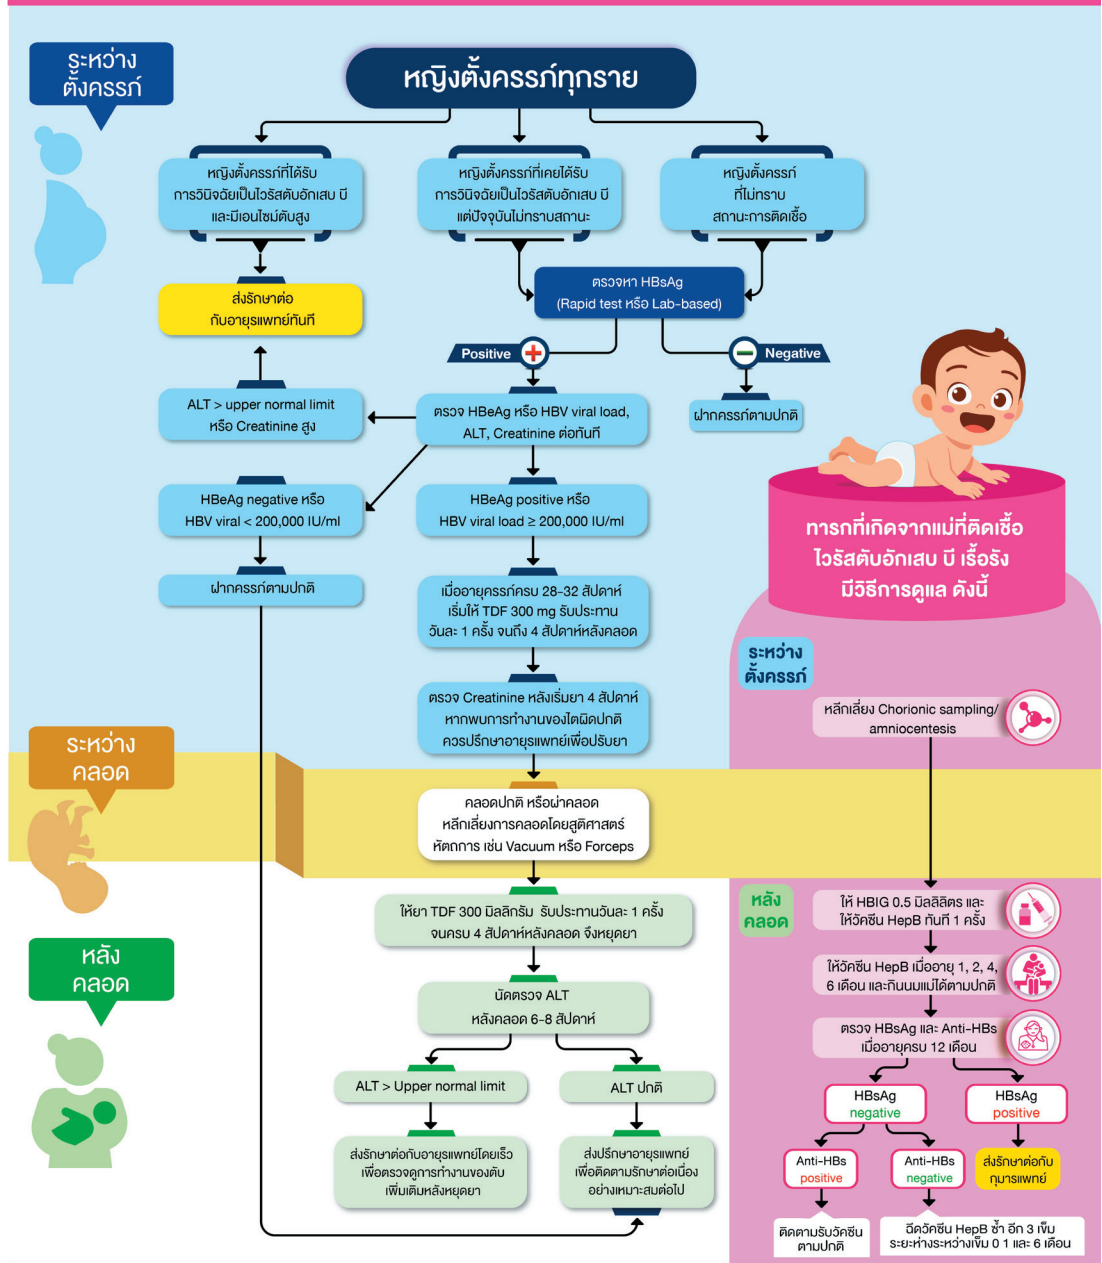 ระหว่าง
ตั้งครรภ์
หญิงตั้งครรภ์ทุกราย
หญิงตั้งครรภ์ที่ได้รับ
การวินิจฉัยเป็นไวรัสตับอักเสบ บี
และมีเอนไซม์ตับสูง
หญิงตั้งครรภ์ที่เคยได้รับ
การวินิจฉัยเป็นไวรัสตับอักเสบ บี
แต่ปัจจุบันไม่ทราบสถานะ
หญิงตั้งครรภ์
ที่ไม่ทราบ
สถานะการติดเชื้อ
ส่งรักษาต่อ
กับอายุรแพทย์ทันที
ตรวจหา HBsAg
(Rapid test หรือ Lab-based)
Positive
Negative
ALT > upper normal limit
หรือ Creatinine สูง
ตรวจ HBeAg หรือ HBV viral load,
ALT, Creatinine ต่อทันที
ฝากครรภ์ตามปกติ
HBeAg negative หรือ
HBV viral < 200,000 IU/ml
HBeAg positive หรือ
HBV viral load ≥ 200,000 IU/ml
ฝากครรภ์ตามปกติ
เมื่ออายุครรภ์ครบ 28-32 สัปดาห์
เริ่มให้ TDF 300 mg รับประทาน
วันละ 1 ครั้ง จนถึง 4 สัปดาห์หลังคลอด
ตรวจ Creatinine หลังเริ่มยา 4 สัปดาห์
หากพบการทำงานของไตผิดปกติ
ควรปรึกษาอายุรแพทย์เพื่อปรับยา
ระหว่าง
คลอด
คลอดปกติ หรือผ่าคลอด
หลีกเลี่ยงการคลอดโดยสูติศาสตร์
หัตถการ เช่น Vacuum หรือ Forceps
หลัง
คลอด
ให้ยา TDF 300 มิลลิกรัม รับประทานวันละ 1 ครั้ง
จนครบ 4 สัปดาห์หลังคลอด จึงหยุดยา
นัดตรวจ ALT
หลังคลอด 6-8 สัปดาห์
ALT > Upper normal limit
ALT ปกติ
ส่งรักษาต่อกับอายุรแพทย์โดยเร็ว
เพื่อตรวจดูการทำงานของตับ
เพิ่มเติมหลังหยุดยา
ส่งปรึกษาอายุรแพทย์
เพื่อติดตามรักษาต่อเนื่อง
อย่างเหมาะสมต่อไป
ทารกที่เกิดจากแม่ที่ติดเชื้อ
ไวรัสตับอักเสบ บี เรื้อรัง
มีวิธีการดูแล ดังนี้
ระหว่าง
ตั้งครรภ์
หลีกเลี่ยง Chorionic sampling/
amniocentesis
หลัง
คลอด
ให้ HBIG 0.5 มิลลิลิตร และ
ให้วัคซีน HepB ทันที 1 ครั้ง
ให้วัคซีน HepB เมื่ออายุ 1, 2, 4,
6 เดือน และกินนมแม่ได้ตามปกติ
ตรวจ HBsAg และ Anti-HBs
เมื่ออายุครบ 12 เดือน
HBsAg
negative
HBsAg
positive
Anti-HBs
positive
Anti-HBs
negative
ส่งรักษาต่อกับ
กุมารแพทย์
ติดตามรับวัคซีน
ตามปกติ
ฉีดวัคซีน HepB ซ้ำ อีก 3 เข็ม
ระยะห่างระหว่างเข็ม 0 1 และ 6 เดือน